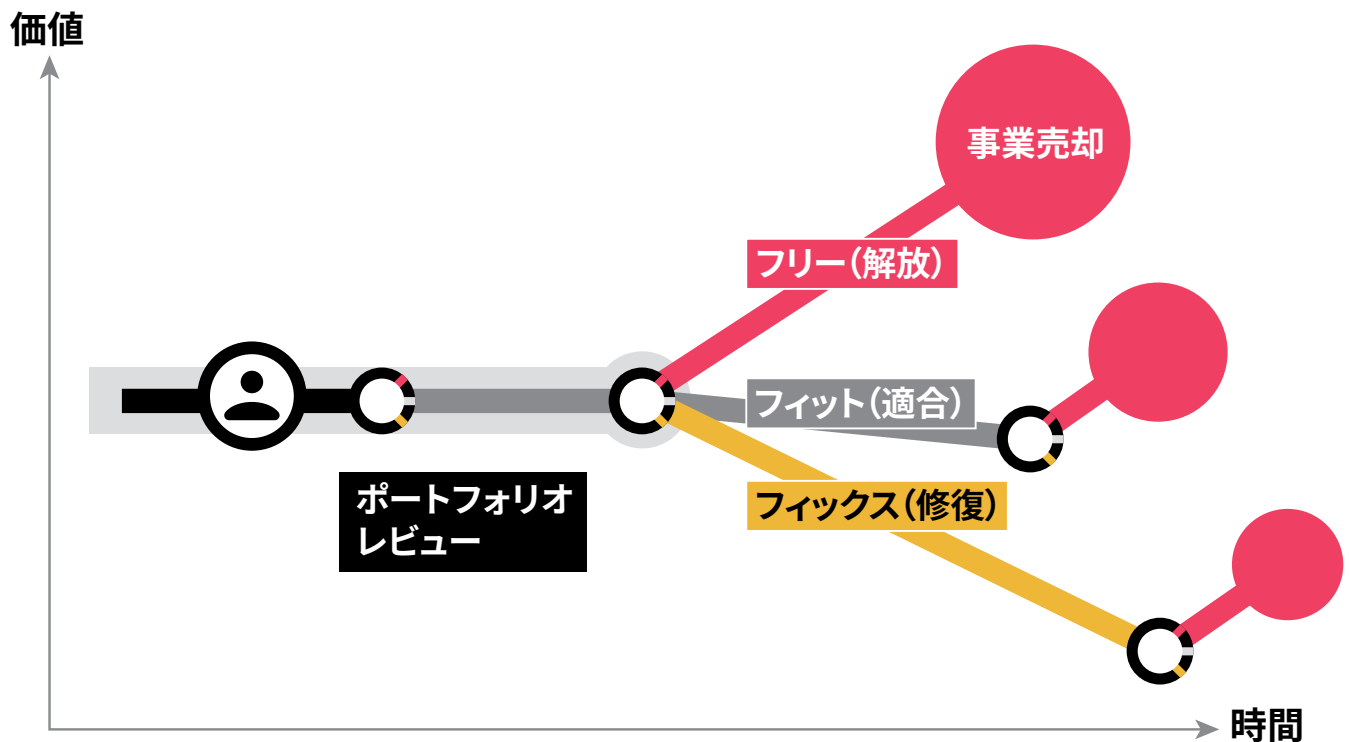 価値
事業売却
フリー（解放）
フィット（適合）
ポートフォリオ
レビュー
フィックス（修復）
時間